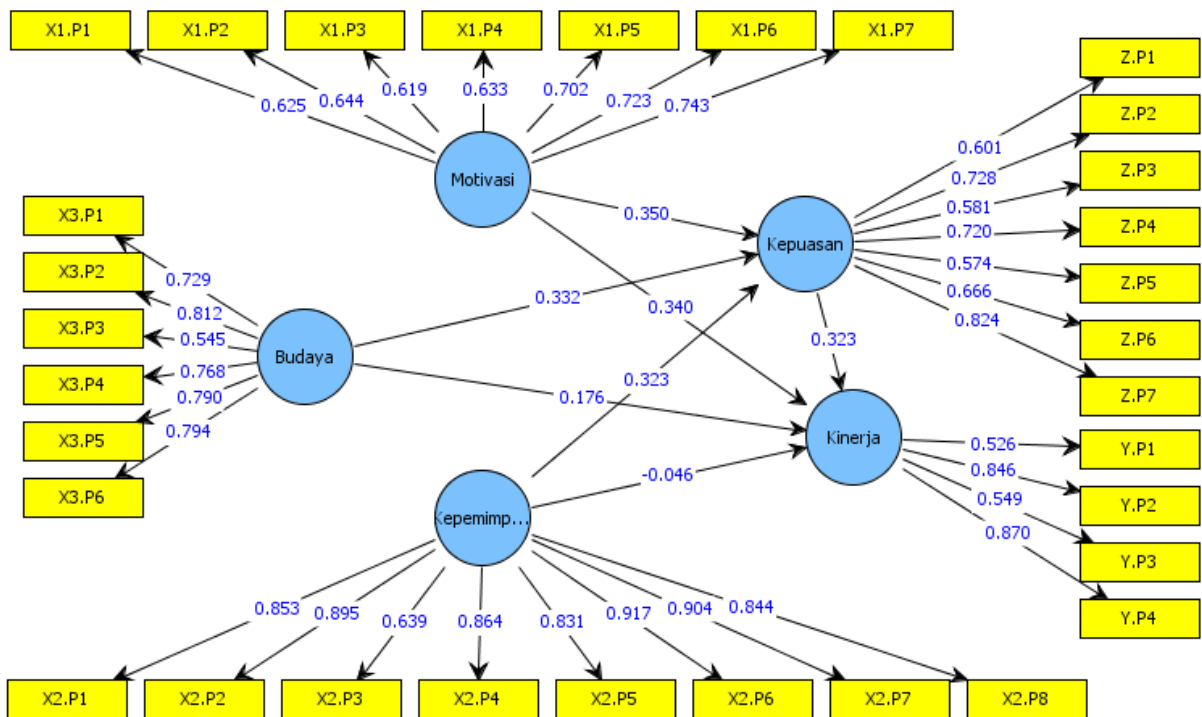 X1.P1
X1.P2
X1.P3
X1.P4
X1.P5
X1.P6
X1.P7
0.625
0.644
0.619
0.633
0.702
0.723
0.743
Motivasi
0.350
0.340
Z.P1
Z.P2
Z.P3
Z.P4
Z.P5
Z.P6
Z.P7
0.601
0.728
0.581
0.720
0.574
0.666
0.824
Kepuasan
0.323
X3.P1
X3.P2
X3.P3
X3.P4
X3.P5
X3.P6
0.729
0.812
0.545
0.768
0.790
0.794
Budaya
0.332
0.176
0.323
-0.046
Kinerja
0.526
0.846
0.549
0.870
Y.P1
Y.P2
Y.P3
Y.P4
Kepemimp...
0.853
0.895
0.639
0.864
0.831
0.917
0.904
0.844
X2.P1
X2.P2
X2.P3
X2.P4
X2.P5
X2.P6
X2.P7
X2.P8